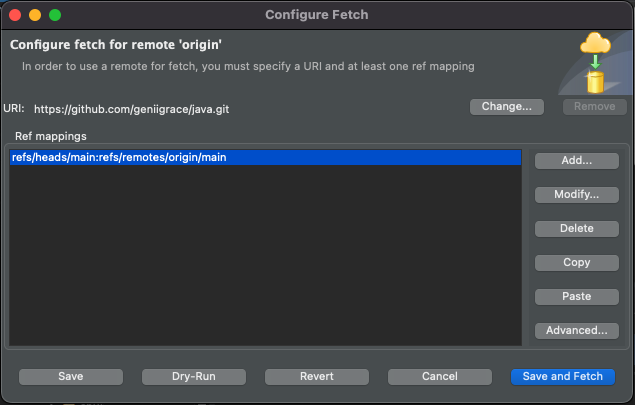 Configure Fetch
Configure fetch for remote 'origin'
In order to use a remote for fetch, you must specify a URI and at least one ref mapping
URI: https://github.com/geniigrace/java.git
Change...
Remove
Ref mappings
refs/heads/main:refs/remotes/origin/main
Add...
Modify...
Delete
Copy
Paste
Advanced...
Save
Dry-Run
Revert
Cancel
Save and Fetch